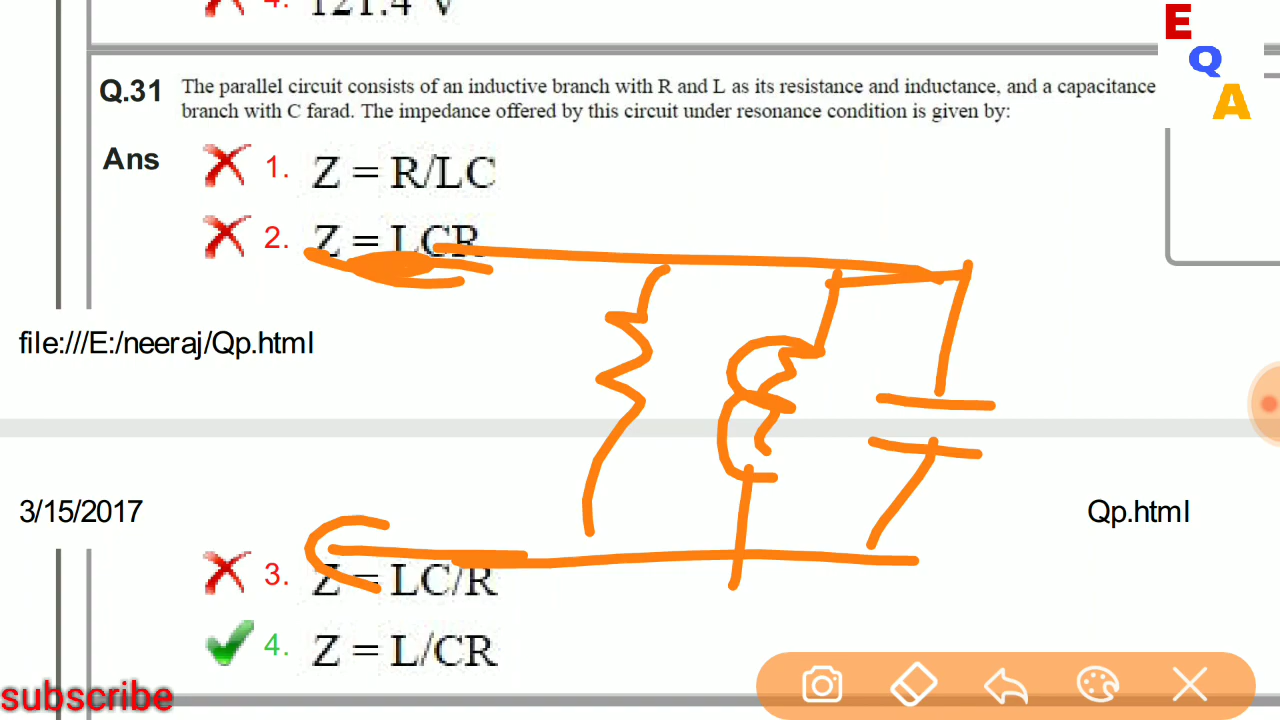 4. 121.4 V
E
Q
A
Q.31 The parallel circuit consists of an inductive branch with R and L as its resistance and inductance, and a capacitance
branch with C farad. The impedance offered by this circuit under resonance condition is given by:
Ans
1. Z = R/LC
2. Z = LCR
file:///E:/neeraj/Qp.html
3/15/2017
Qp.html
3. Z = LC/R
4. Z = L/CR
subscribe